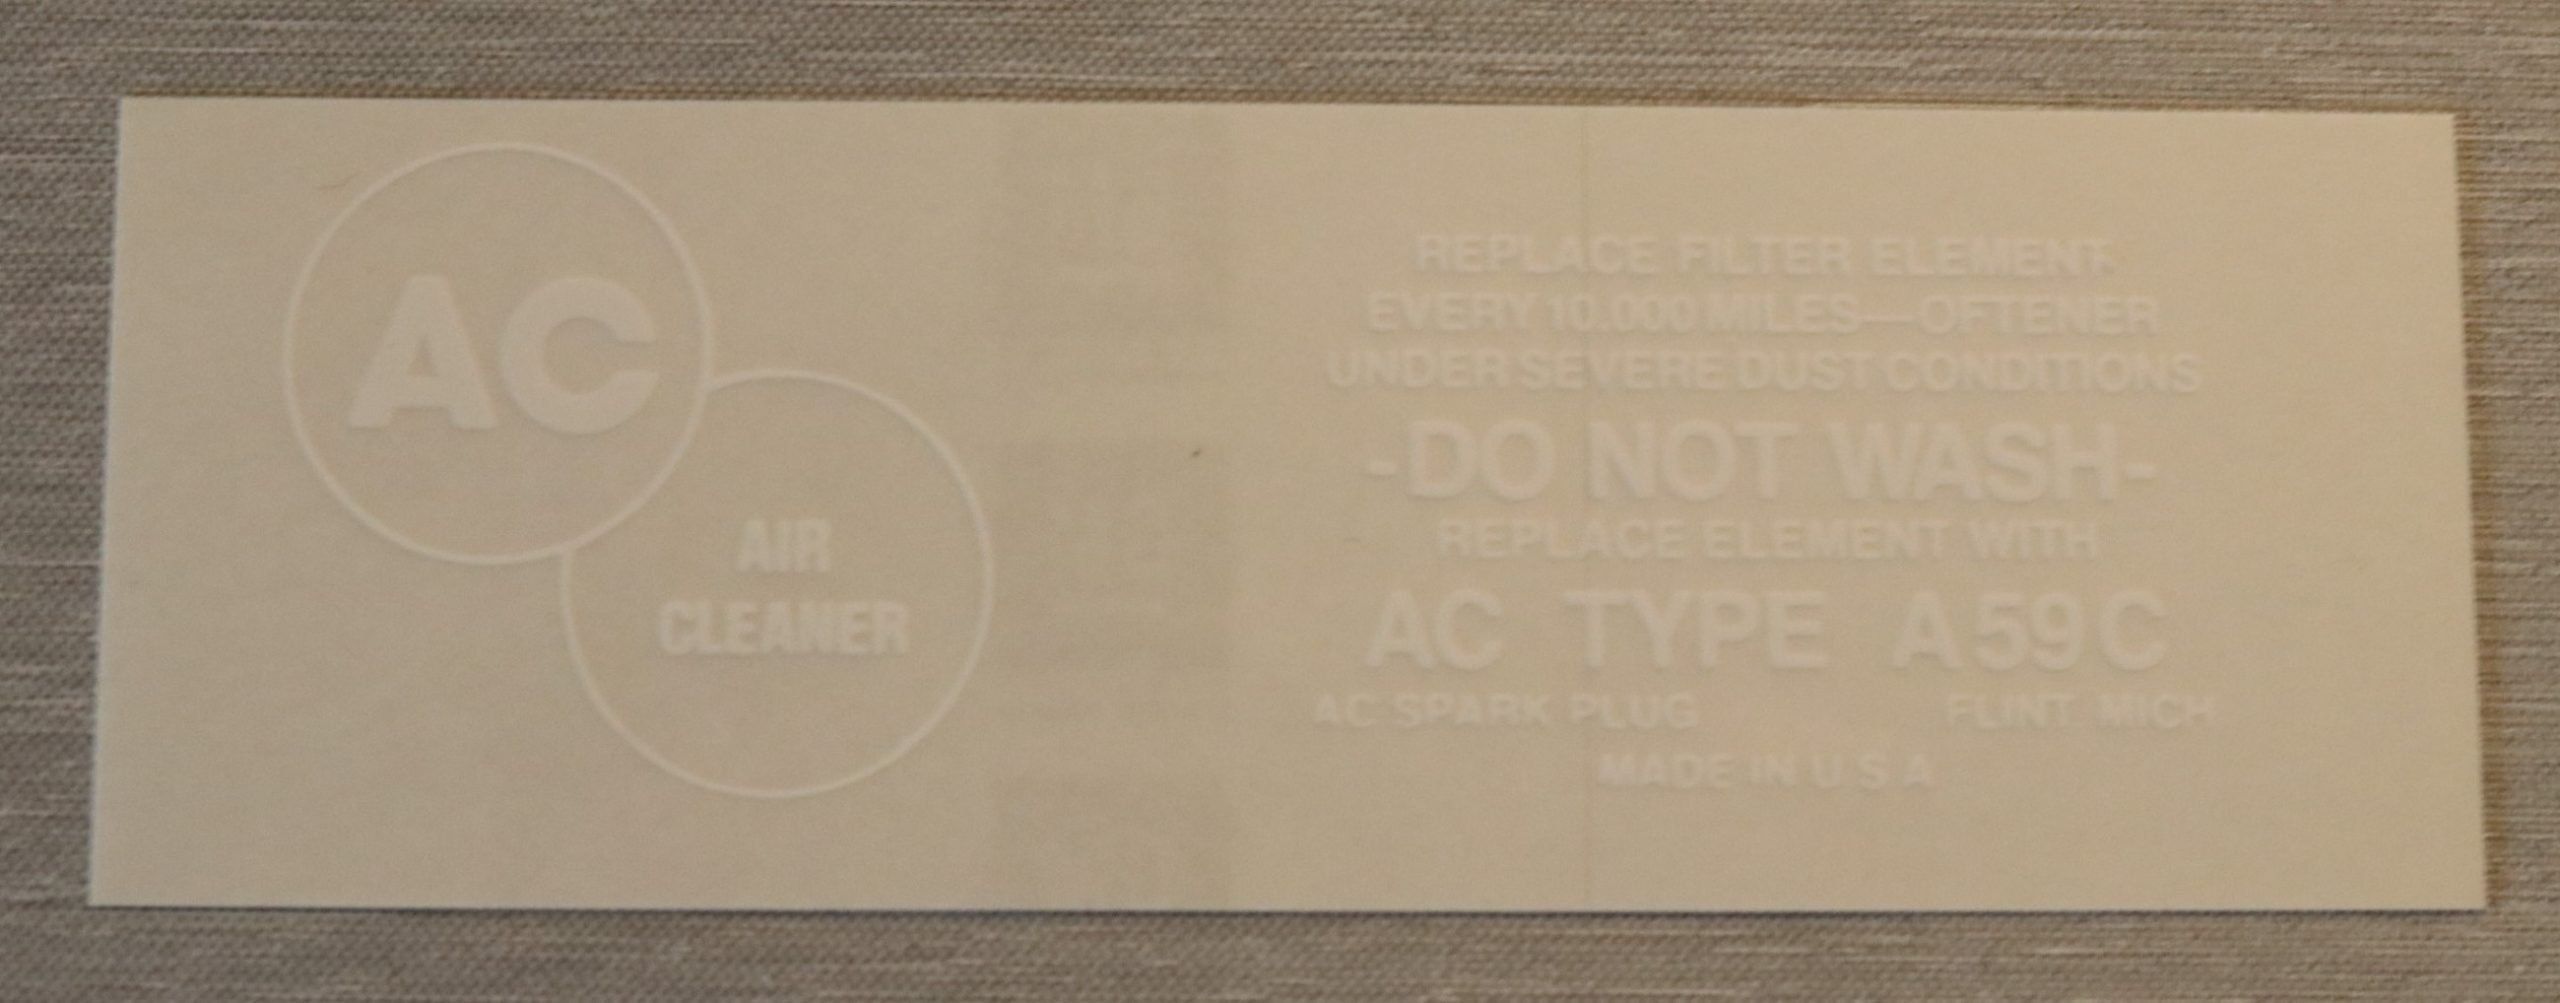 AC
AIR
CLEANER
REPLACE FILTER ELEMENT
EVERY 10.000 MILES—OFTENER
UNDER SEVERE DUST CONDITIONS
-DO NOT WASH-
REPLACE ELEMENT WITH
AC TYPE A59C
AC SPARK PLUG FLINT MICH
MADE IN U S A